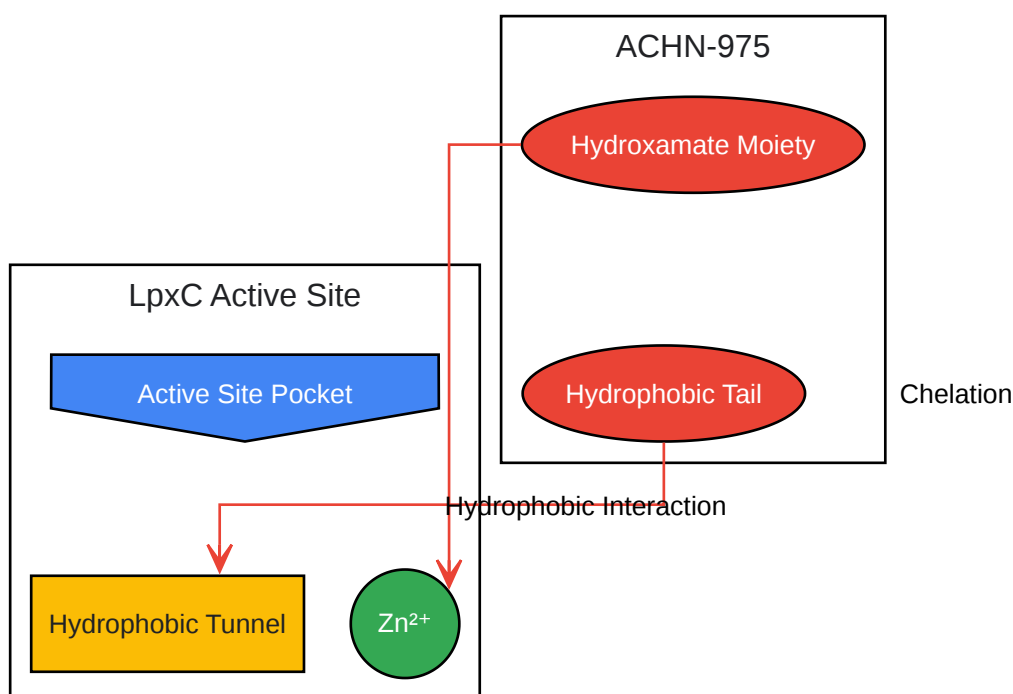 ACHN-975
Hydroxamate Moiety
LpxC Active Site
Active Site Pocket
Hydrophobic Tail
Chelation
Hydrophobic Interaction
Hydrophobic Tunnel
Zn²⁺